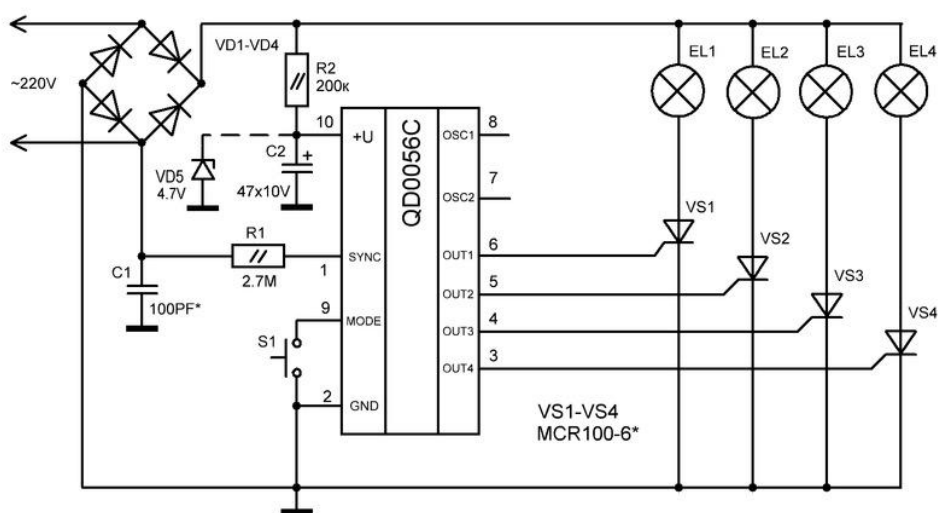 ~220V
VD1-VD4
R2
200к
EL1
EL2
EL3
EL4
10
+U
QD0056C
OSC1
8
C2
+
VD5
4.7V
47x10V
7
OSC2
VS1
R1
2.7M
SYNC
1
OUT1
6
VS2
C1
100PF*
OUT2
5
VS3
9
MODE
S1
OUT3
4
VS4
OUT4
3
2
GND
VS1-VS4
MCR100-6*